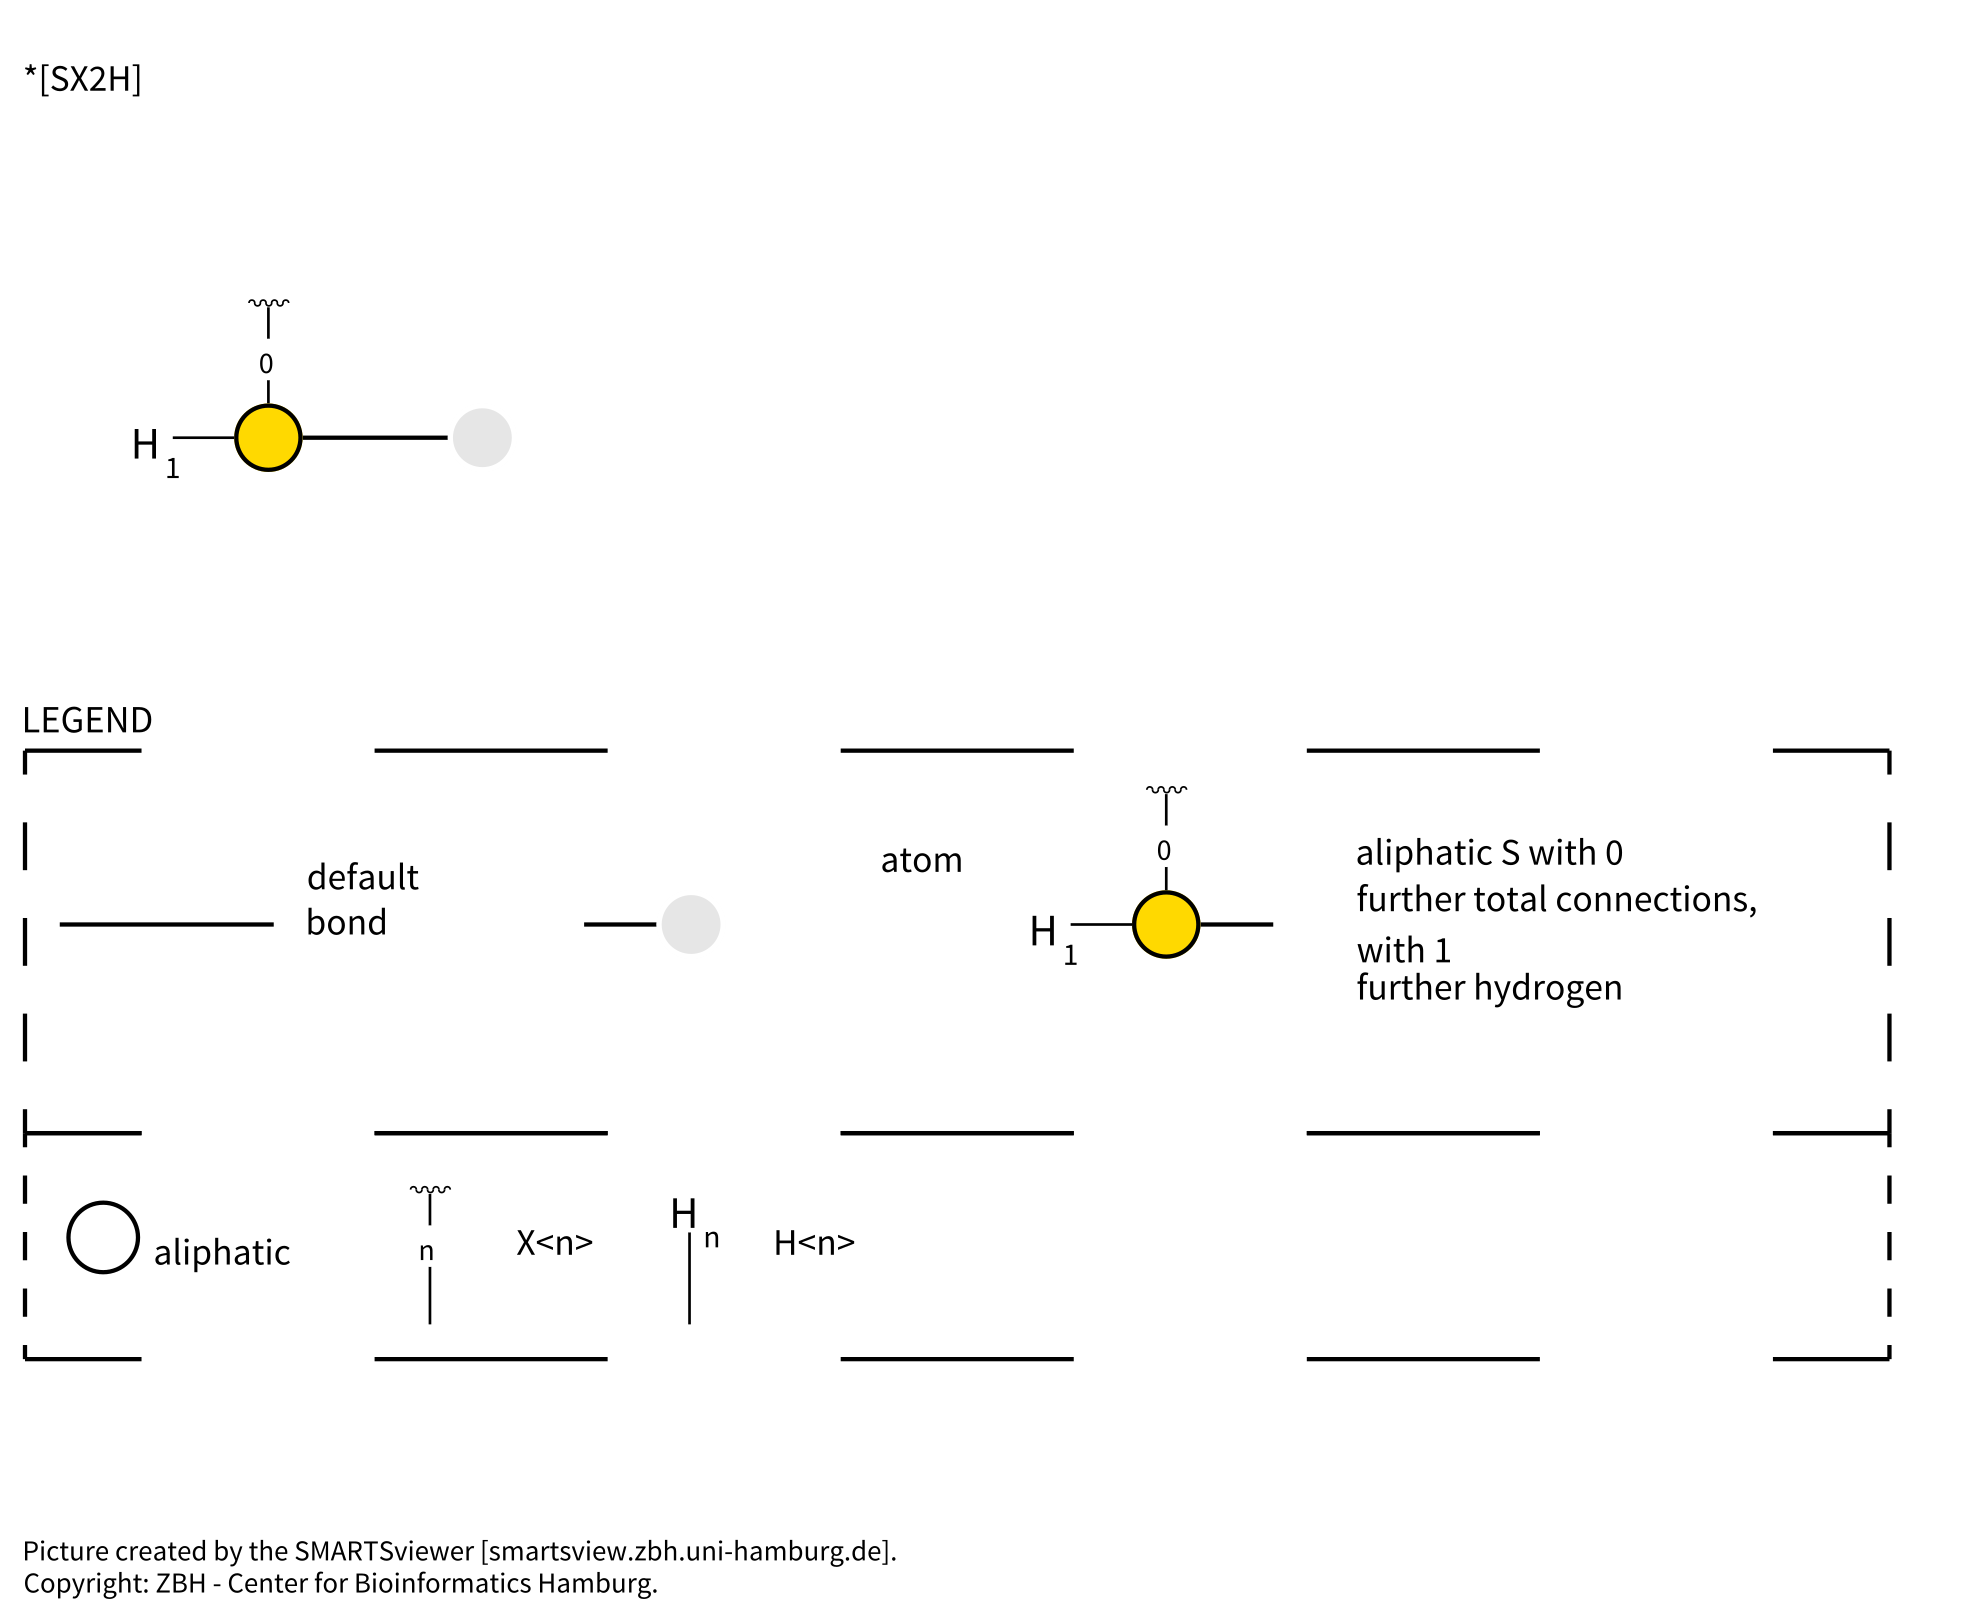 *[SX2H]
0
H
1
LEGEND
default
bond
atom
0
H
1
aliphatic S with 0
further total connections,
with 1
further hydrogen
aliphatic
n
X<n>
H
n
H<n>
Picture created by the SMARTSviewer [smartsview.zbh.uni-hamburg.de].
Copyright: ZBH - Center for Bioinformatics Hamburg.